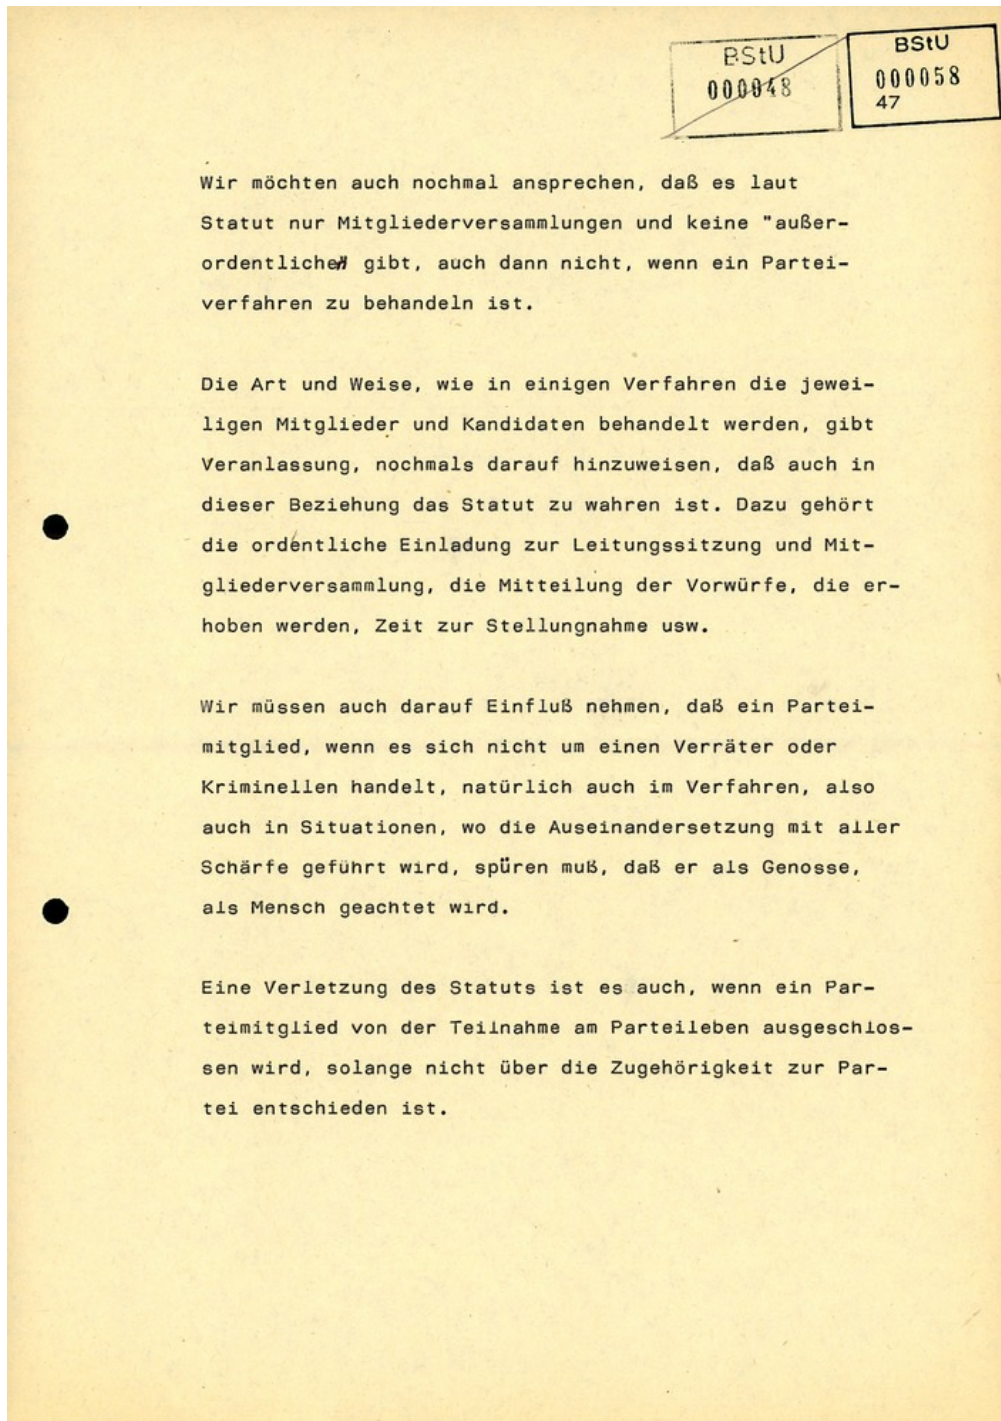 BStU
000048
BStU
000058
47
Wir möchten auch nochmal ansprechen, daß es laut
Statut nur Mitgliederversammlungen und keine "außer-
ordentlichen" gibt, auch dann nicht, wenn ein Partei-
verfahren zu behandeln ist.
Die Art und Weise, wie in einigen Verfahren die jewei-
ligen Mitglieder und Kandidaten behandelt werden, gibt
Veranlassung, nochmals darauf hinzuweisen, daß auch in
dieser Beziehung das Statut zu wahren ist. Dazu gehört
die ordentliche Einladung zur Leitungssitzung und Mit-
gliederversammlung, die Mitteilung der Vorwürfe, die er-
hoben werden, Zeit zur Stellungnahme usw.
Wir müssen auch darauf Einfluß nehmen, daß ein Partei-
mitglied, wenn es sich nicht um einen Verräter oder
Kriminellen handelt, natürlich auch im Verfahren, also
auch in Situationen, wo die Auseinandersetzung mit aller
Schärfe geführt wird, spüren muß, daß er als Genosse,
als Mensch geachtet wird.
Eine Verletzung des Statuts ist es auch, wenn ein Par-
teimitglied von der Teilnahme am Parteileben ausgeschlos-
sen wird, solange nicht über die Zugehörigkeit zur Par-
tei entschieden ist.